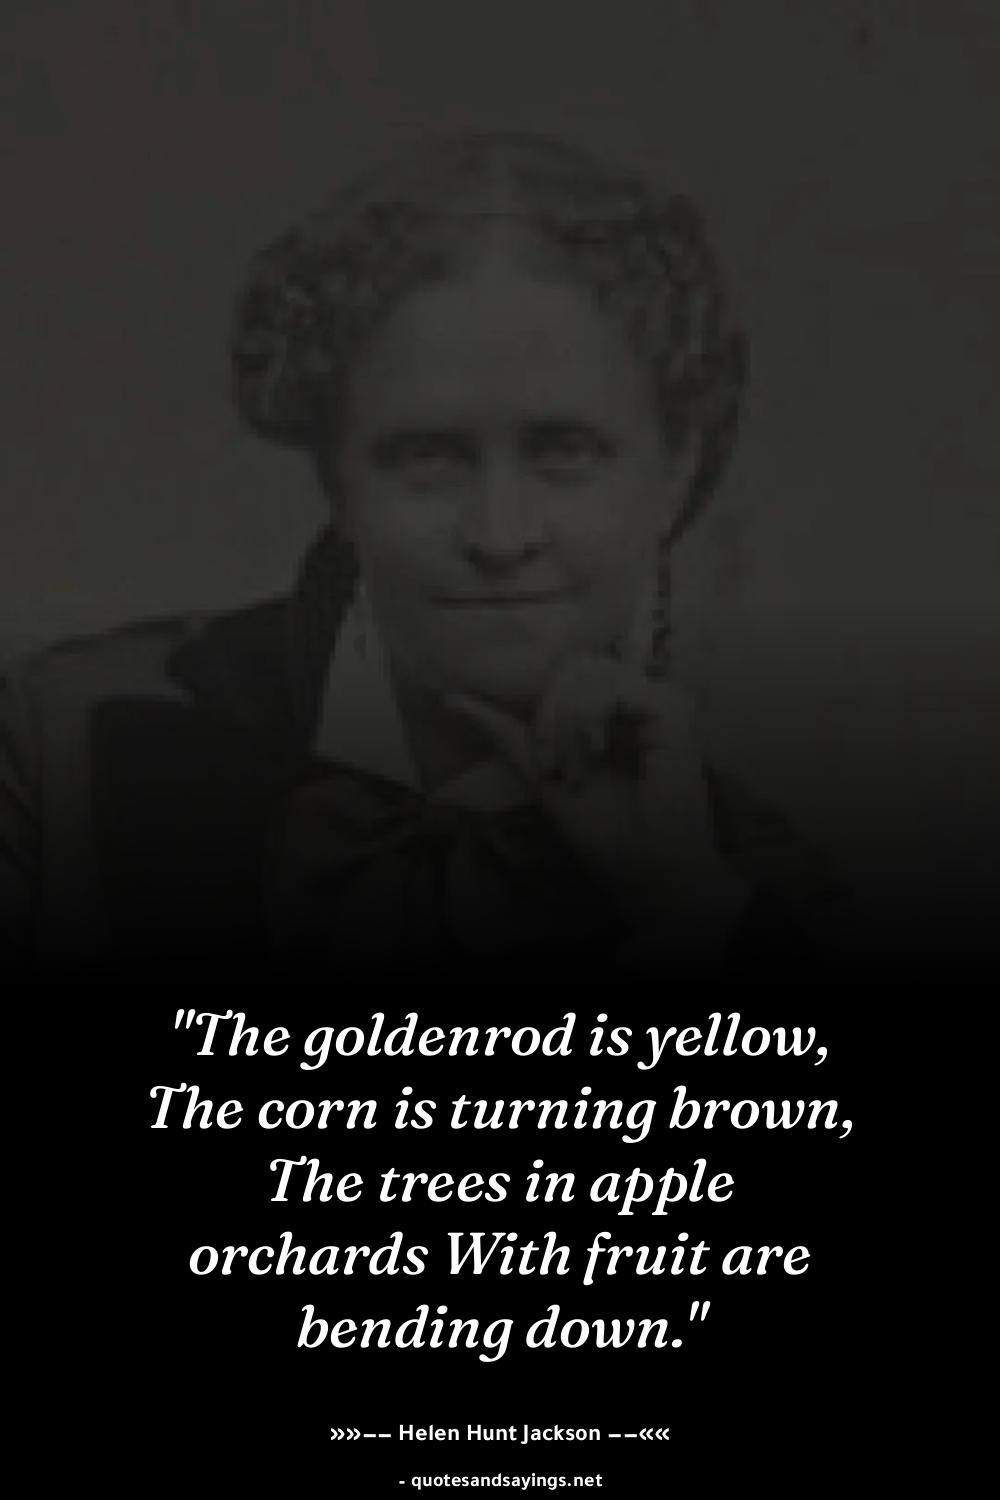 "The goldenrod is yellow,
The corn is turning brown,
The trees in apple
orchards With fruit are
bending down."
»»–– Helen Hunt Jackson ––««
- quotesandsayings.net